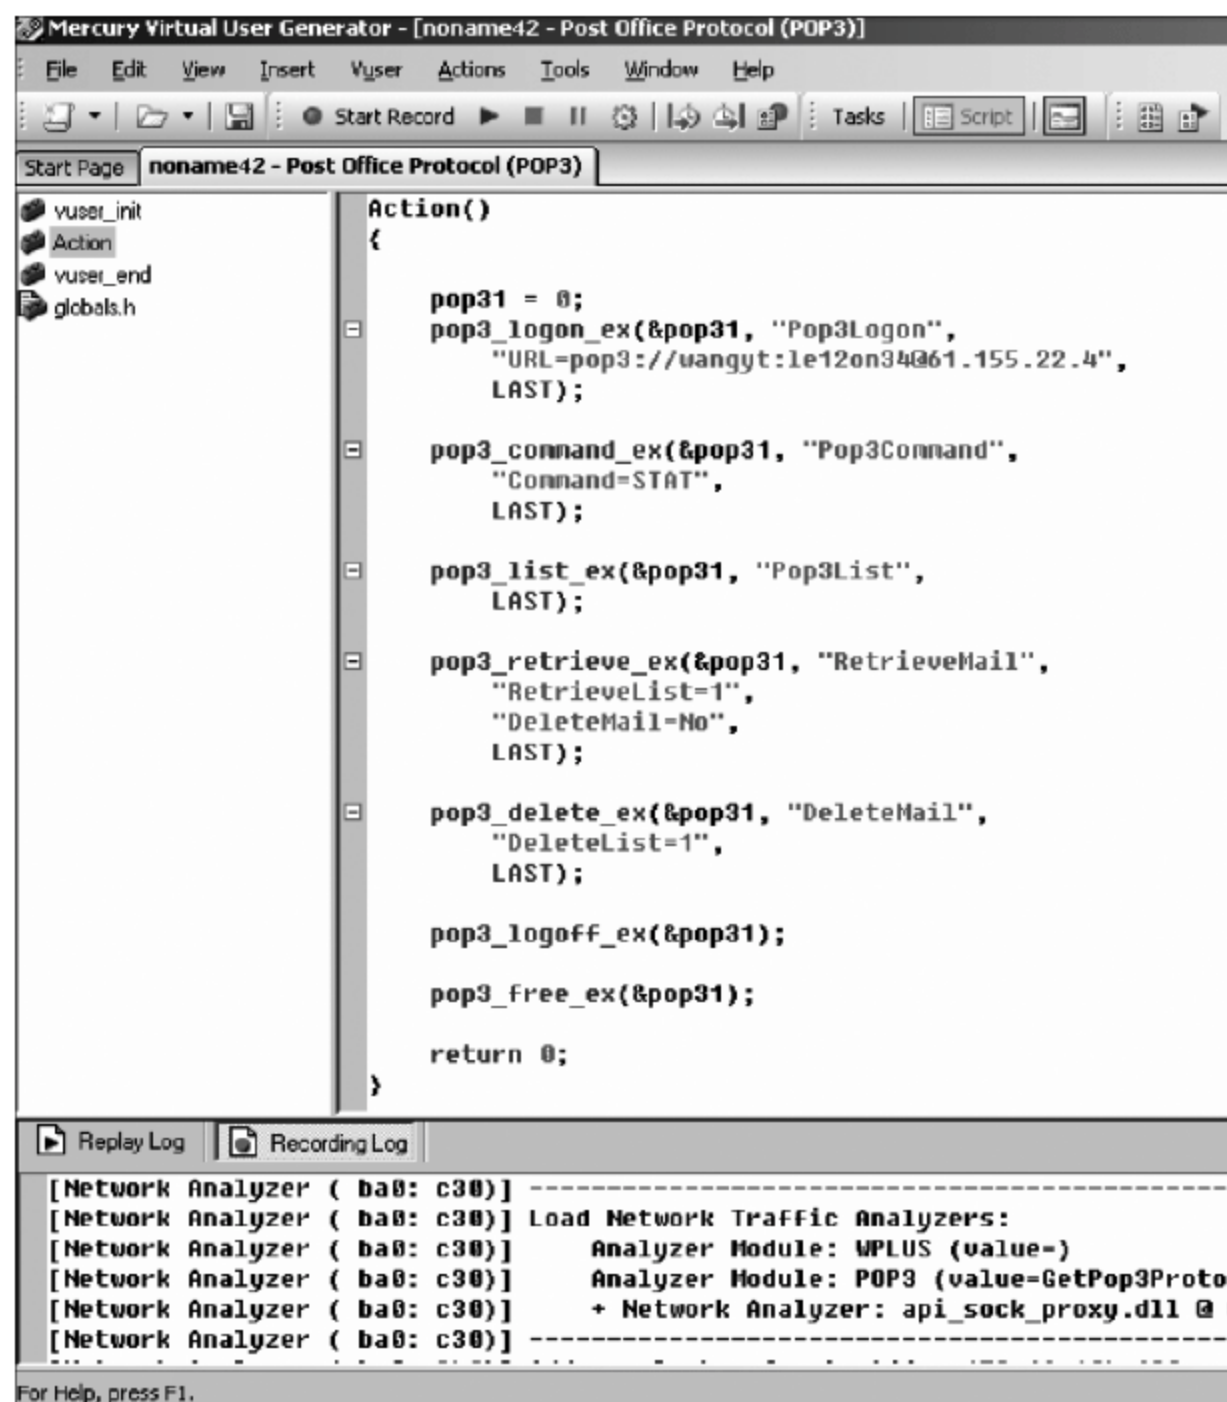 Mercury Virtual User Generator - [noname42 - Post Office Protocol (POP3)]
File Edit View Insert Vuser Actions Tools Window Help
Start Record Tasks Script
Start Page noname42 - Post Office Protocol (POP3)
vuser_init
Action
vuser_end
globals.h
Action()
{
pop31 = 0;
pop3_logon_ex(&pop31, "Pop3Logon",
"URL=pop3://wangyt:le12on34@61.155.22.4",
LAST);
pop3_command_ex(&pop31, "Pop3Command",
"Command=STAT",
LAST);
pop3_list_ex(&pop31, "Pop3List",
LAST);
pop3_retrieve_ex(&pop31, "RetrieveMail",
"RetrieveList=1",
"DeleteMail=No",
LAST);
pop3_delete_ex(&pop31, "DeleteMail",
"DeleteList=1",
LAST);
pop3_logoff_ex(&pop31);
pop3_free_ex(&pop31);
return 0;
}
Replay Log Recording Log
[Network Analyzer ( ba0: c30)] --------------------------------------------
[Network Analyzer ( ba0: c30)] Load Network Traffic Analyzers:
[Network Analyzer ( ba0: c30)] Analyzer Module: WPLUS (value=)
[Network Analyzer ( ba0: c30)] Analyzer Module: POP3 (value=GetPop3Proto
[Network Analyzer ( ba0: c30)] + Network Analyzer: api_sock_proxy.dll @
[Network Analyzer ( ba0: c30)] --------------------------------------------
For Help, press F1.